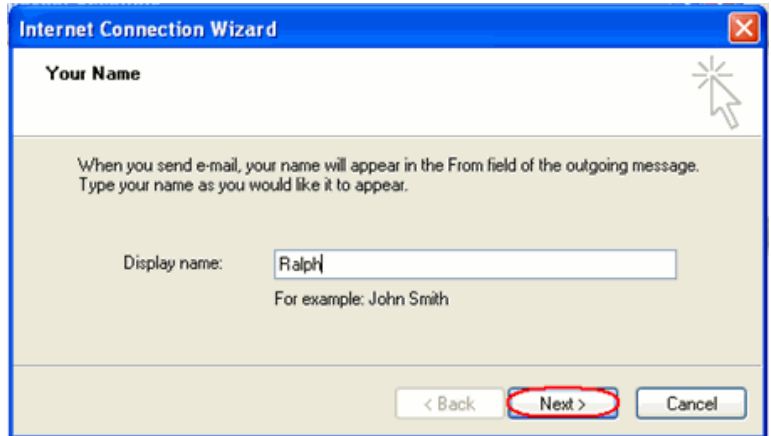 Internet Connection Wizard
Your Name
When you send e-mail, your name will appear in the From field of the outgoing message.
Type your name as you would like it to appear.
Display name: Ralph
For example: John Smith
< Back Next > Cancel